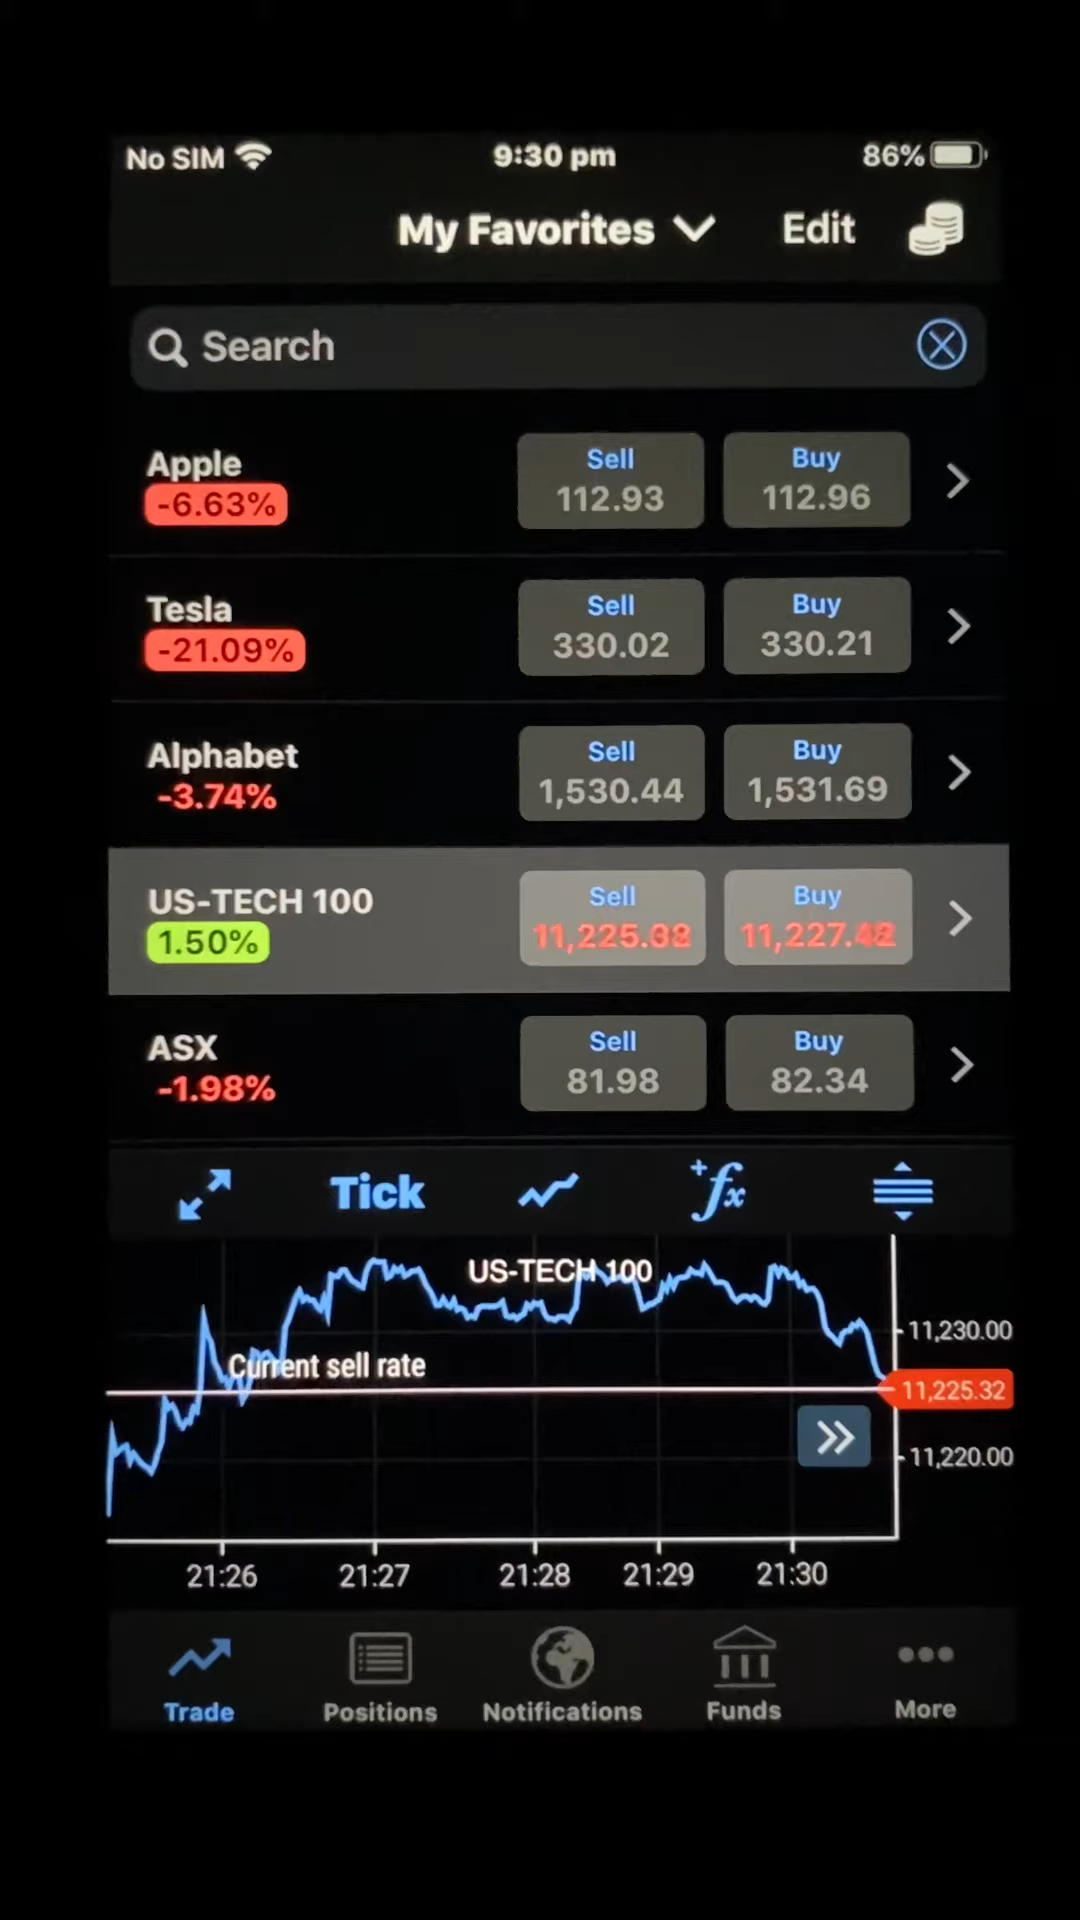 No SIM 9:30 pm 86%
My Favorites Edit
Search
Apple
-6.63%
Sell
112.93
Buy
112.96
Tesla
-21.09%
Sell
330.02
Buy
330.21
Alphabet
-3.74%
Sell
1,530.44
Buy
1,531.69
US-TECH 100
1.50%
Sell
Buy
ASX
-1.98%
Sell
81.98
Buy
82.34
Tick
+fx
US-TECH 100
Current sell rate
11,230.00
11,225.32
11,220.00
21:26 21:27 21:28 21:29 21:30
Trade Positions Notifications Funds More